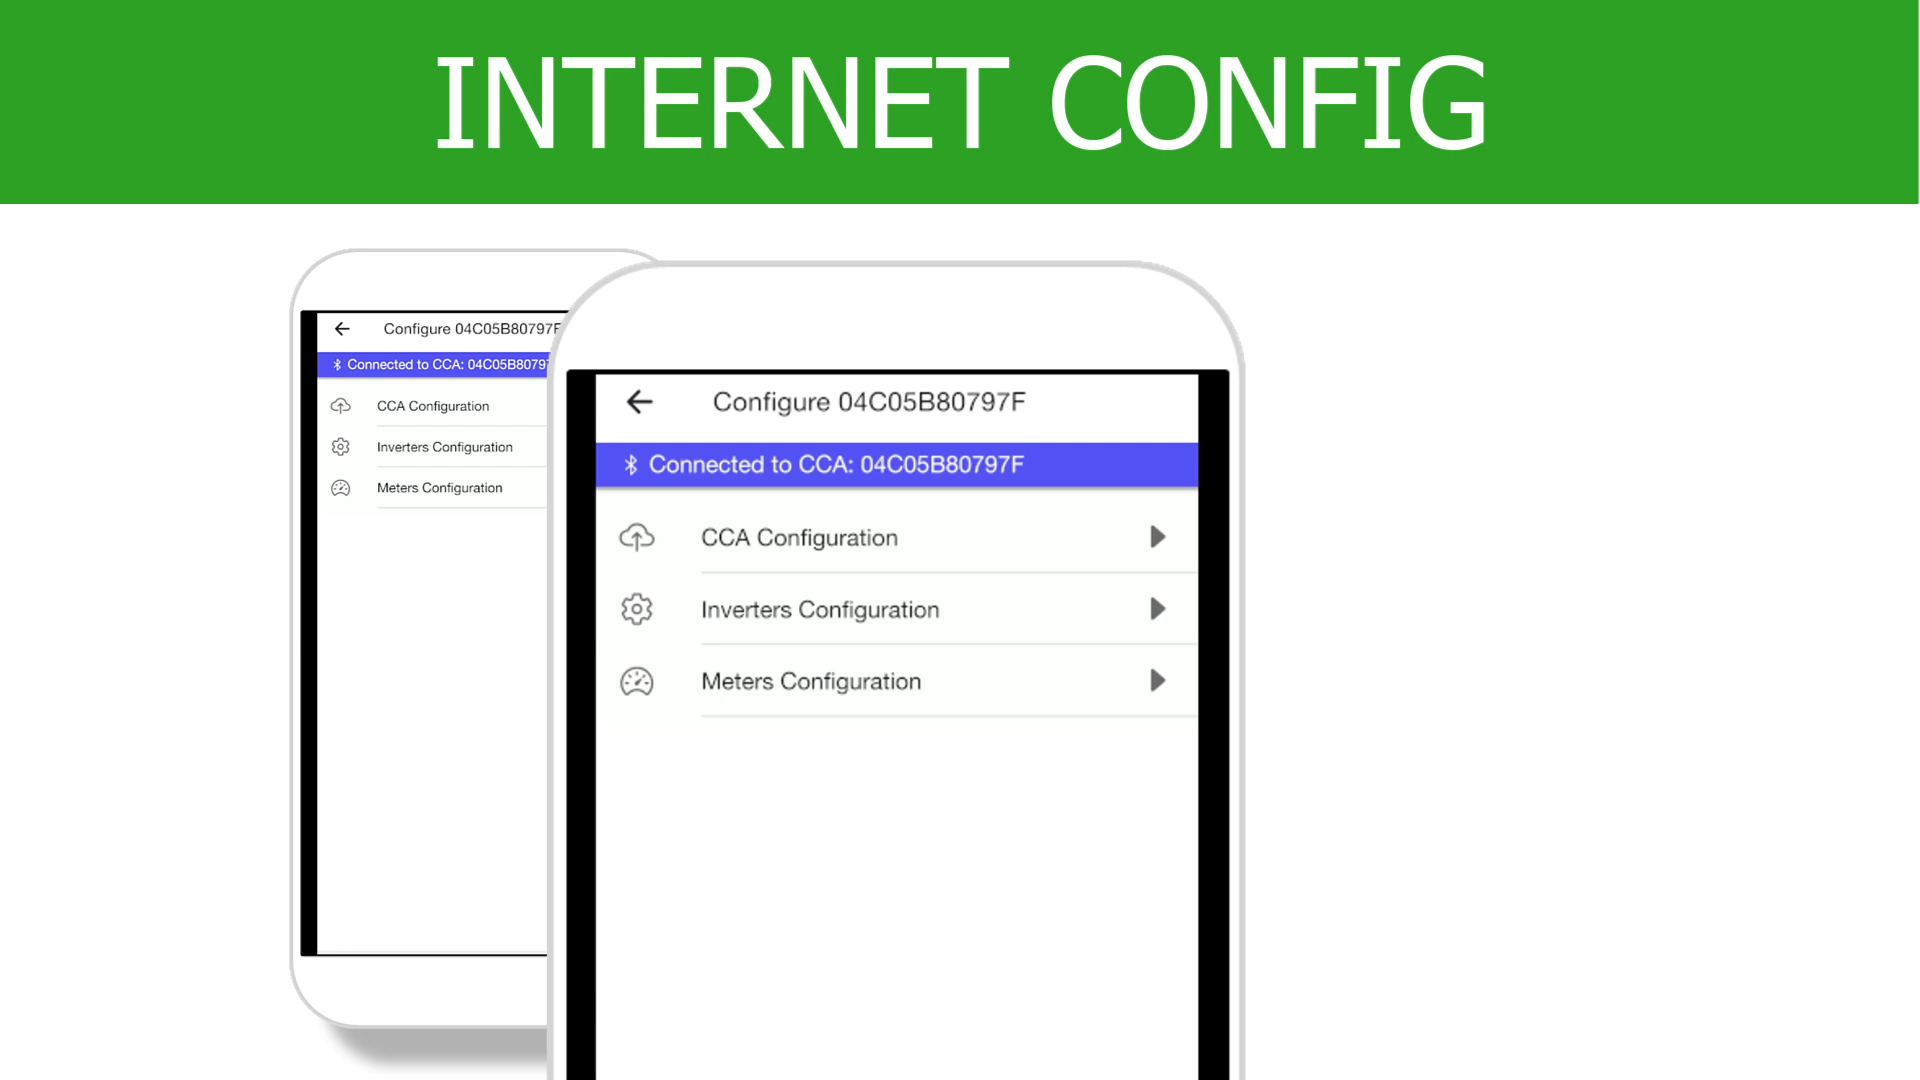 INTERNET CONFIG
Configure 04C05B80797F
Connected to CCA: 04C05B8079
CCA Configuration
Inverters Configuration
Meters Configuration
Configure 04C05B80797F
Connected to CCA: 04C05B80797F
CCA Configuration
Inverters Configuration
Meters Configuration